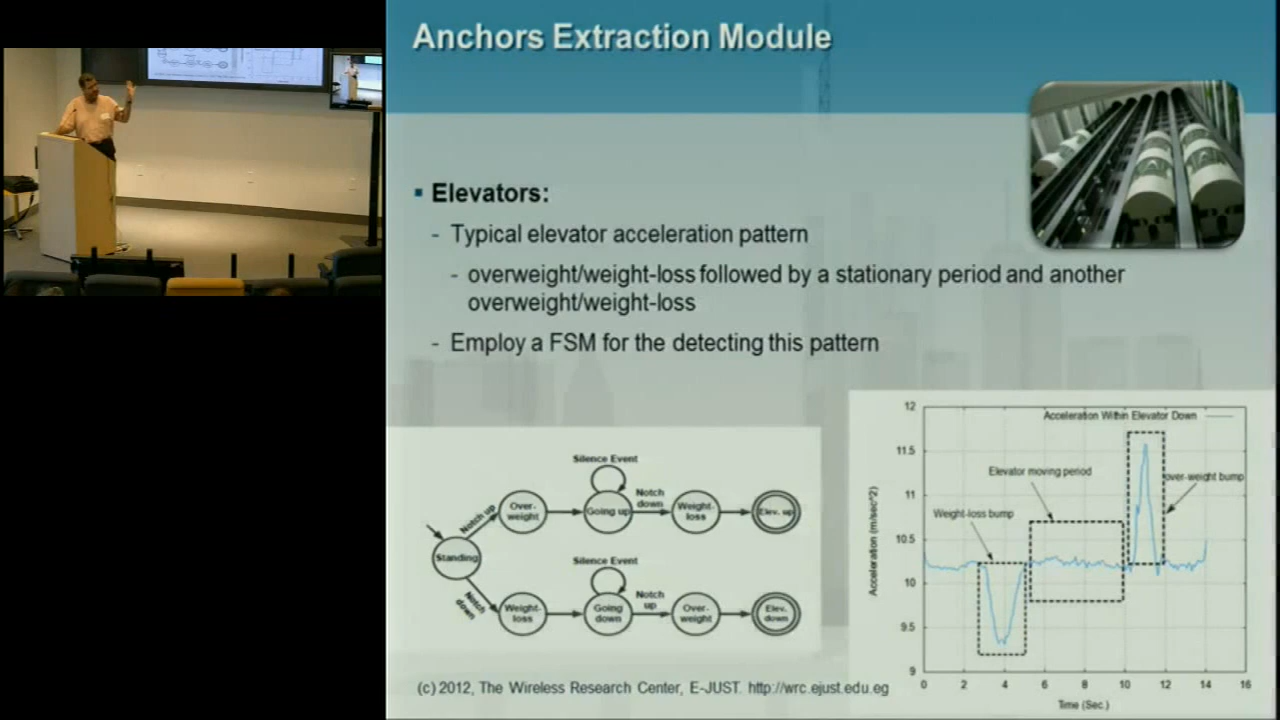 Anchors Extraction Module
Elevators:
- Typical elevator acceleration pattern
- overweight/weight-loss followed by a stationary period and another
overweight/weight-loss
- Employ a FSM for the detecting this pattern
Silence Event
Notch up
Over-
weight
Going up
Notch
down
Weight-
loss
Elev. up
Standing
Silence Event
Notch
down
Weight-
loss
Going
down
Notch
up
Over-
weight
Elev.
down
Acceleration Within Elevator Down
Elevator moving period
over-weight bump
Weight-loss bump
Acceleration (m/sec^2)
12
11.5
11
10.5
10
9.5
9
0 2 4 6 8 10 12 14 16
Time (Sec.)
(c) 2012, The Wireless Research Center, E-JUST. http://wrc.ejust.edu.eg